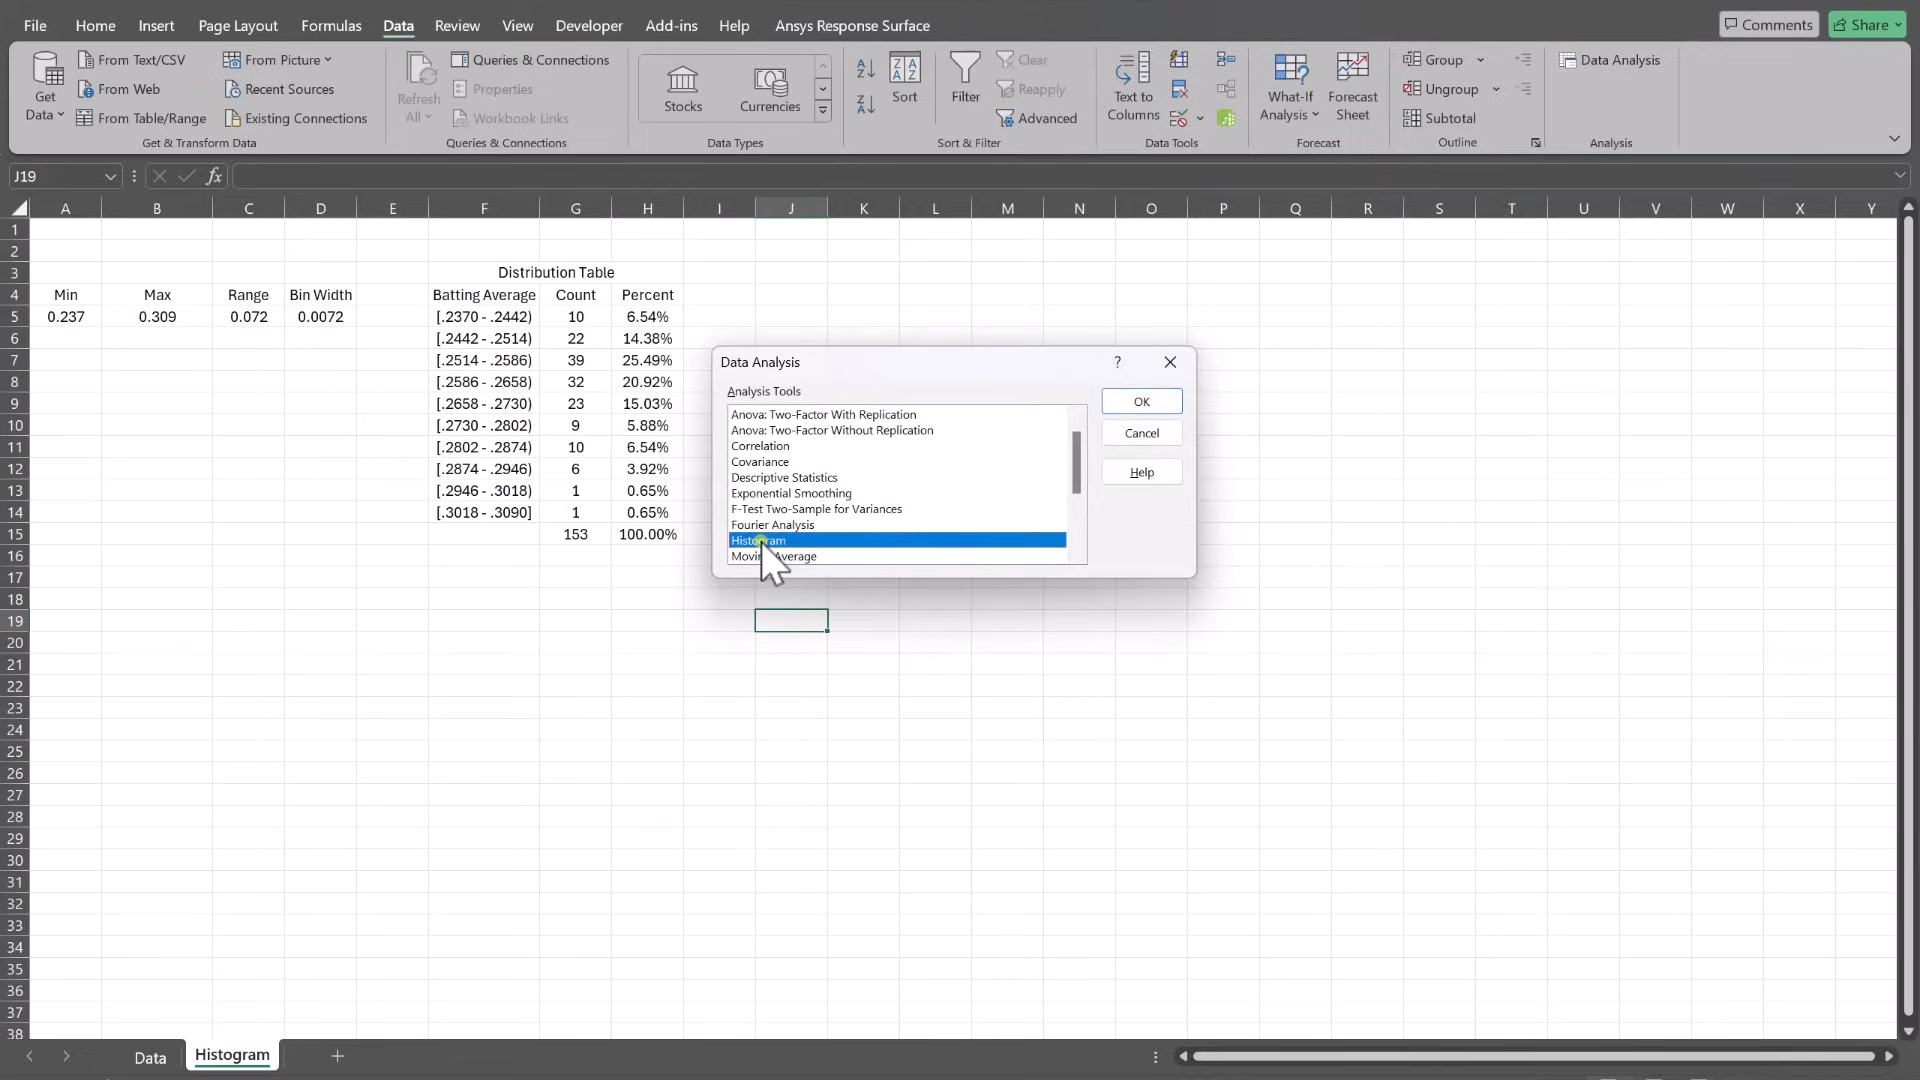 File Home Insert Page Layout Formulas Data Review View Developer Add-ins Help Ansys Response Surface Comments Share
Get Data
From Text/CSV
From Web
From Table/Range
From Picture
Recent Sources
Existing Connections
Get & Transform Data
Refresh All
Queries & Connections
Properties
Workbook Links
Queries & Connections
Stocks Currencies
Data Types
Sort
Filter
Clear
Reapply
Advanced
Sort & Filter
Text to Columns
Data Tools
What-If Analysis
Forecast Sheet
Forecast
Group
Ungroup
Subtotal
Outline
Data Analysis
Analysis
J19 fx
A B C D E F G H I J K L M N O P Q R S T U V W X Y
1
2
3 Distribution Table
4 Min Max Range Bin Width Batting Average Count Percent
5 0.237 0.309 0.072 0.0072 [.2370 - .2442) 10 6.54%
6 [.2442 - .2514) 22 14.38%
7 [.2514 - .2586) 39 25.49%
8 [.2586 - .2658) 32 20.92%
9 [.2658 - .2730) 23 15.03%
10 [.2730 - .2802) 9 5.88%
11 [.2802 - .2874) 10 6.54%
12 [.2874 - .2946) 6 3.92%
13 [.2946 - .3018) 1 0.65%
14 [.3018 - .3090] 1 0.65%
15 153 100.00%
16
17
18
19
20
21
22
23
24
25
26
27
28
29
30
31
32
33
34
35
36
37
38
Data Analysis ?
Analysis Tools
Anova: Two-Factor With Replication
Anova: Two-Factor Without Replication
Correlation
Covariance
Descriptive Statistics
Exponential Smoothing
F-Test Two-Sample for Variances
Fourier Analysis
Histogram
Moving Average
OK
Cancel
Help
Data Histogram